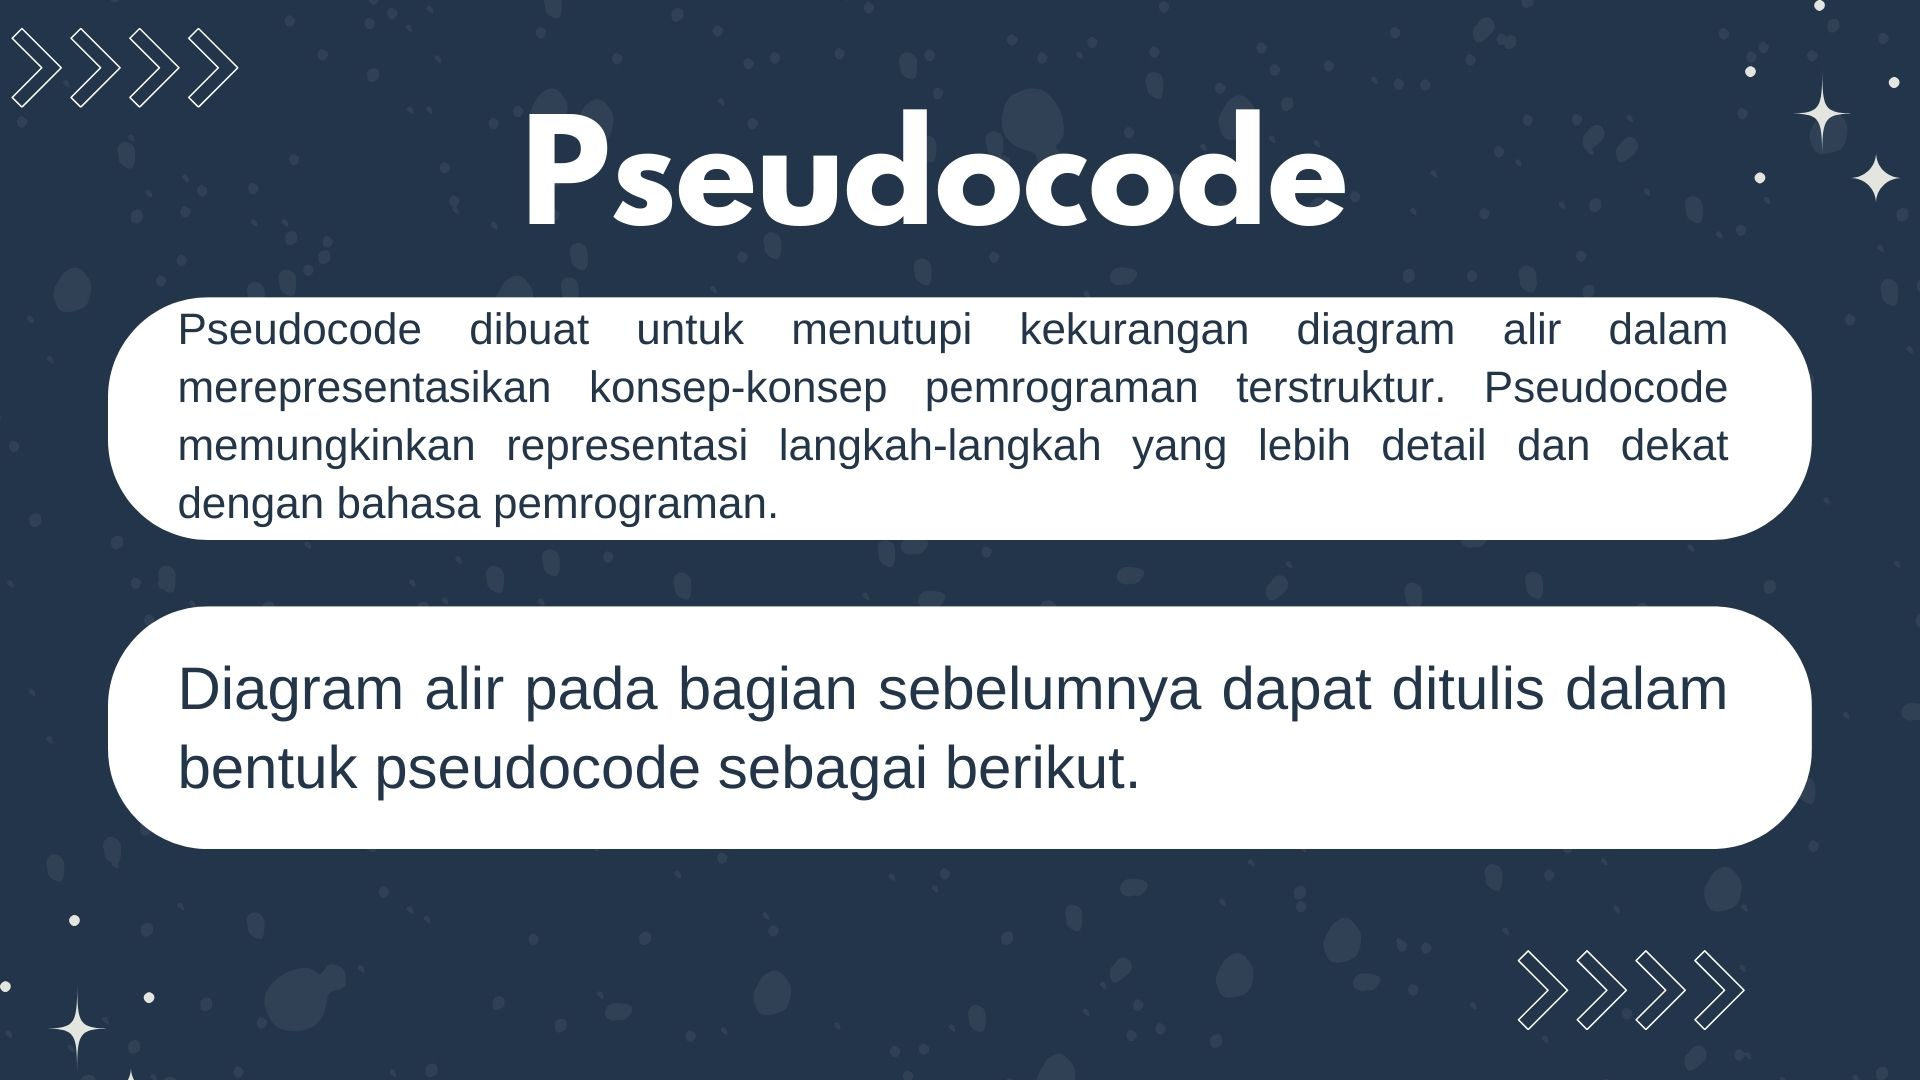 Pseudocode
Pseudocode dibuat untuk menutupi kekurangan diagram alir dalam
merepresentasikan konsep-konsep pemrograman terstruktur. Pseudocode
memungkinkan representasi langkah-langkah yang lebih detail dan dekat
dengan bahasa pemrograman.
Diagram alir pada bagian sebelumnya dapat ditulis dalam
bentuk pseudocode sebagai berikut.